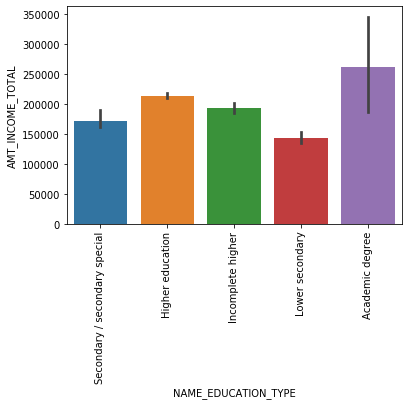 350000
300000
250000
200000
150000
100000
50000
0
AMT_INCOME_TOTAL
Secondary / secondary special
Higher education
Incomplete higher
Lower secondary
Academic degree
NAME_EDUCATION_TYPE